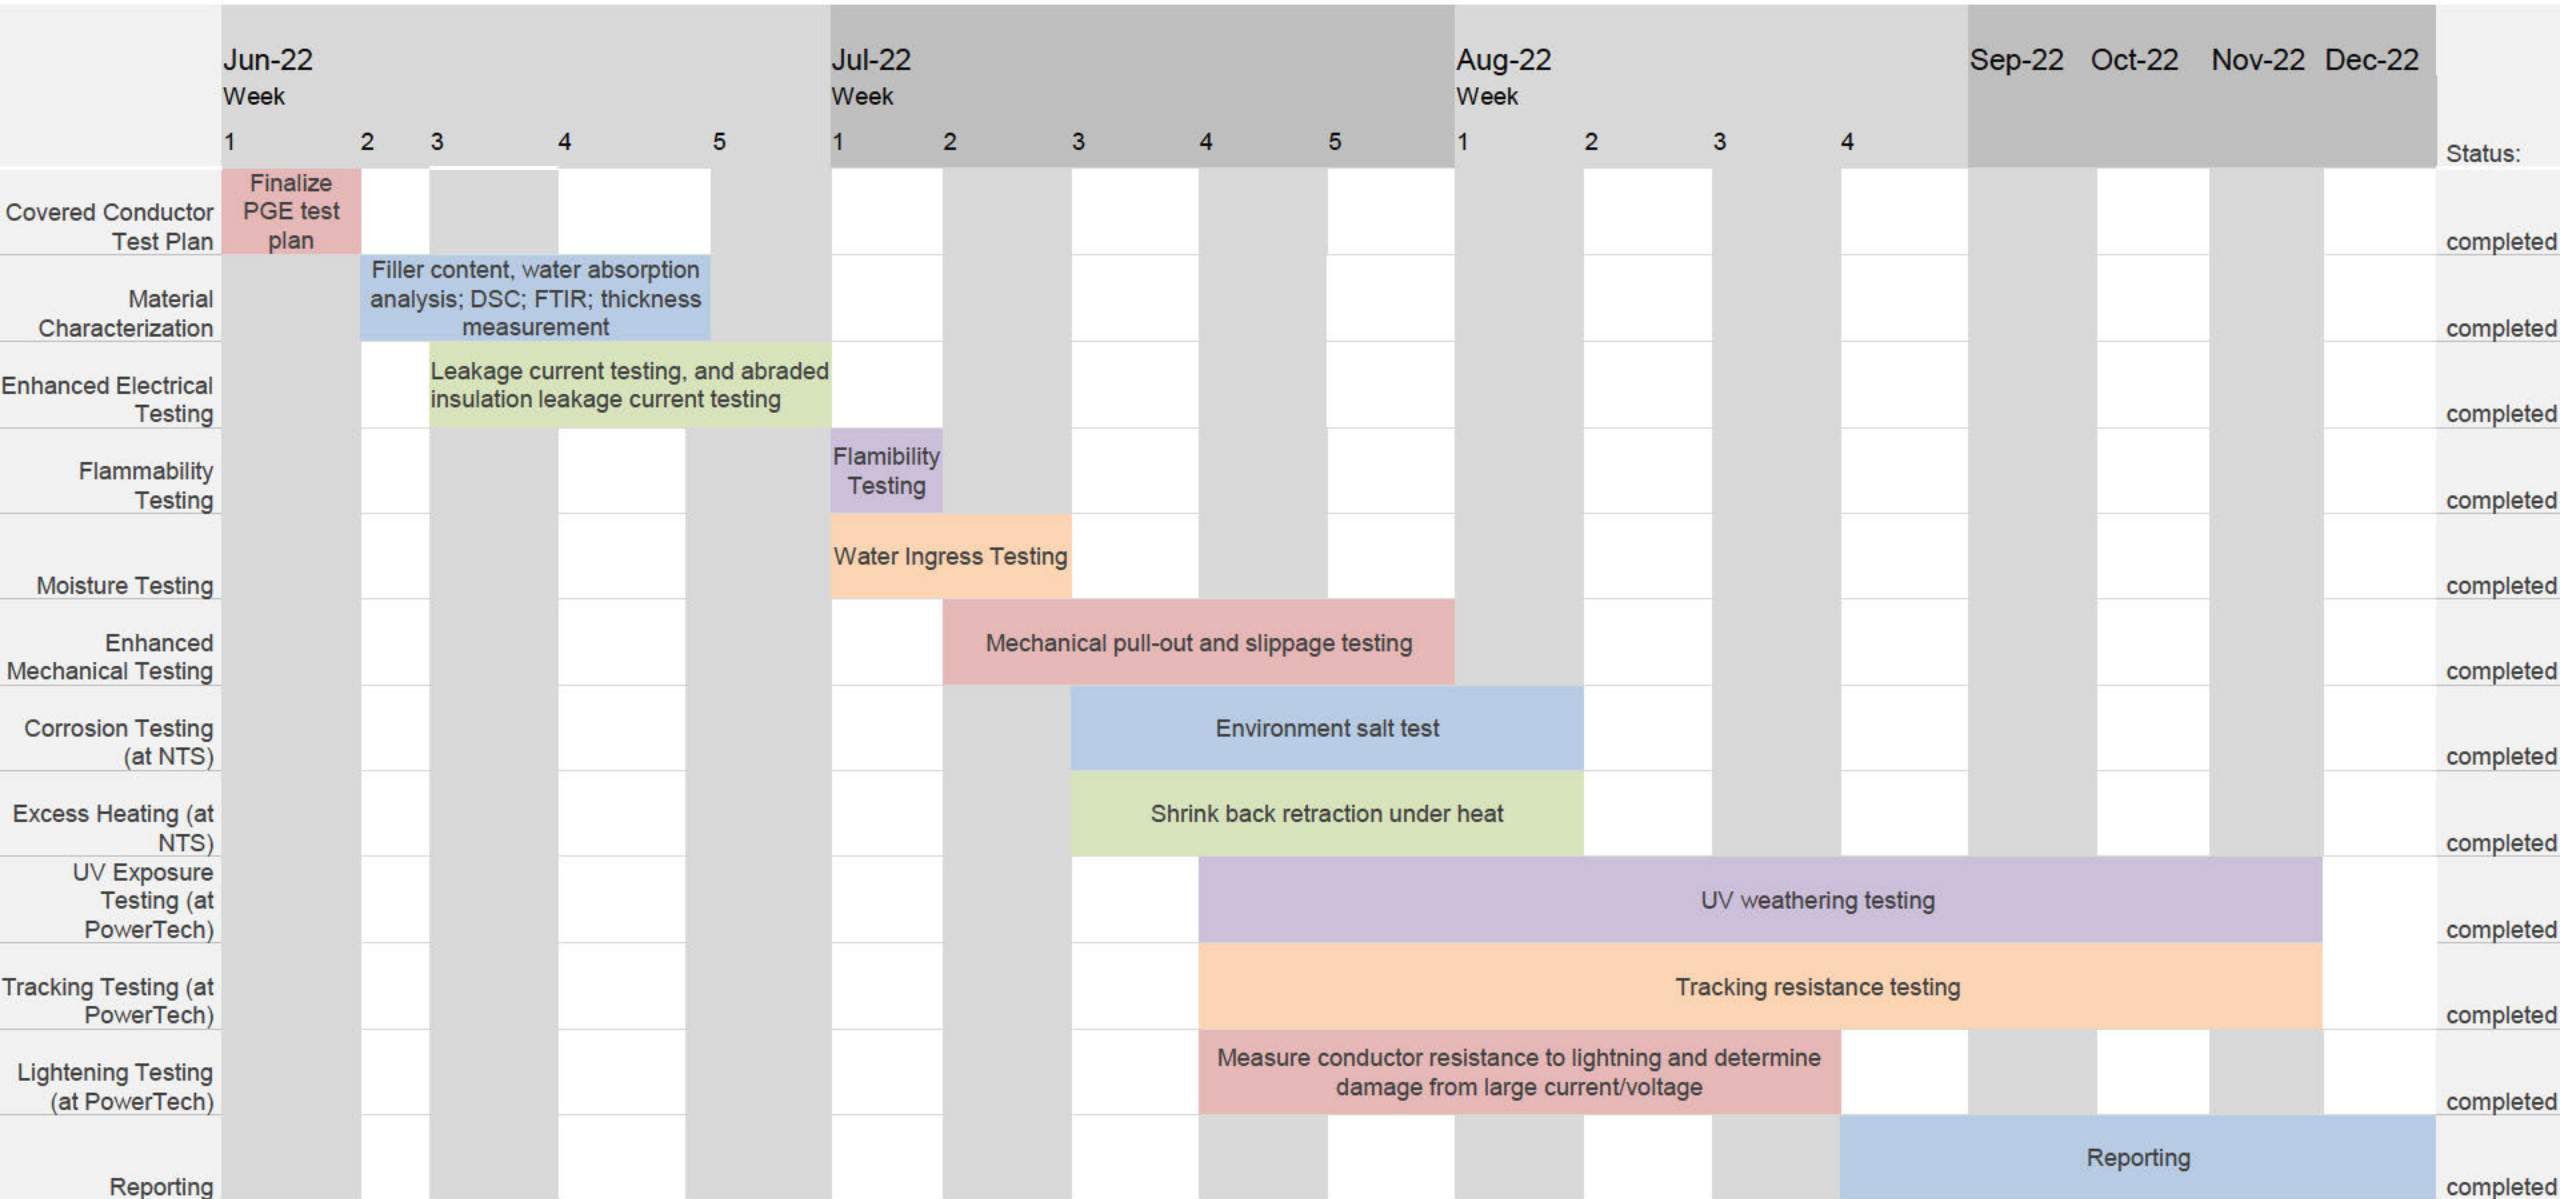 Jun-22 Jul-22 Aug-22 Sep-22 Oct-22 Nov-22 Dec-22
Week Week Week
1 2 3 4 5 1 2 3 4 5 1 2 3 4
Status:
Covered Conductor
Test Plan
Finalize
PGE test
plan
completed
Material
Characterization
Filler content, water absorption
analysis; DSC; FTIR; thickness
measurement
completed
Enhanced Electrical
Testing
Leakage current testing, and abraded
insulation leakage current testing
completed
Flammability
Testing
Flamibility
Testing
completed
Moisture Testing
Water Ingress Testing
completed
Enhanced
Mechanical Testing
Mechanical pull-out and slippage testing
completed
Corrosion Testing
(at NTS)
Environment salt test
completed
Excess Heating (at
NTS)
Shrink back retraction under heat
completed
UV Exposure
Testing (at
PowerTech)
UV weathering testing
completed
Tracking Testing (at
PowerTech)
Tracking resistance testing
completed
Lightening Testing
(at PowerTech)
Measure conductor resistance to lightning and determine
damage from large current/voltage
completed
Reporting
Reporting
completed